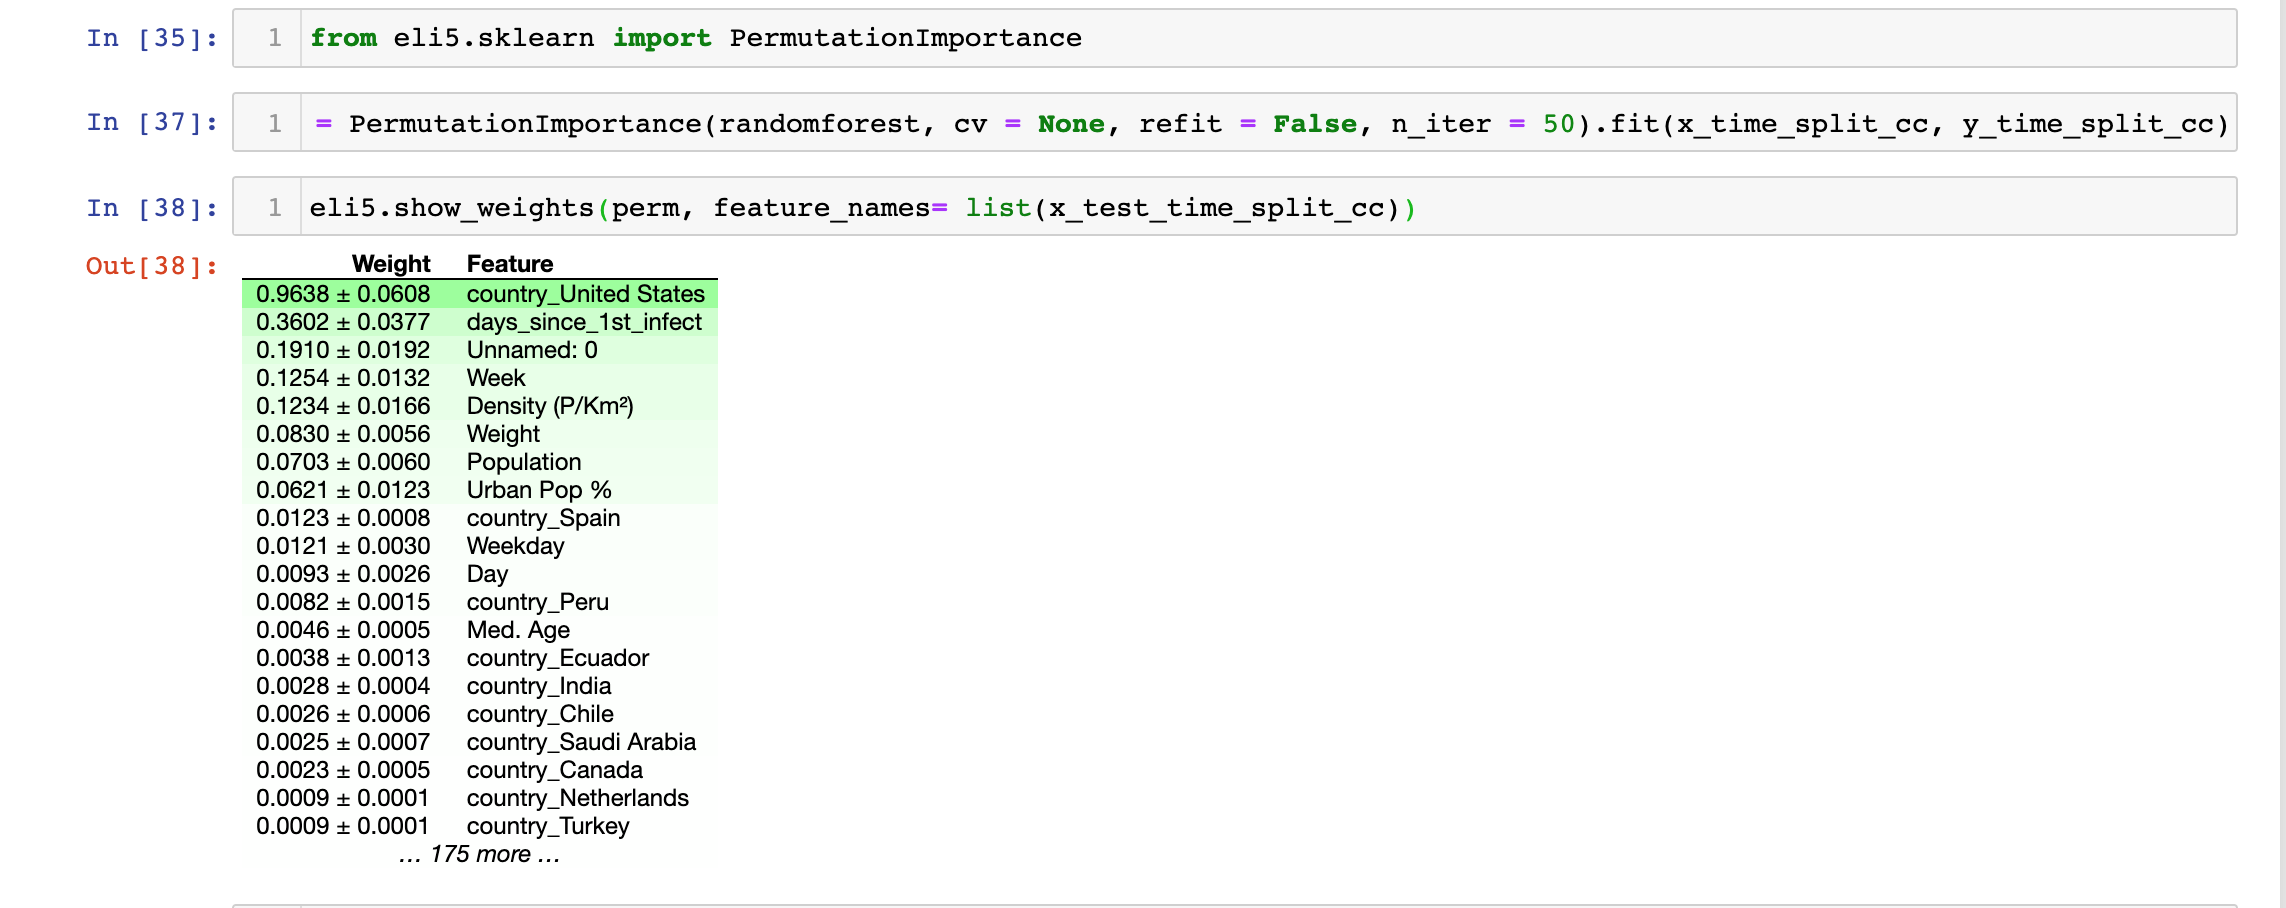 In [35]: 1 from eli5.sklearn import PermutationImportance
In [37]: 1 = PermutationImportance(randomforest, cv = None, refit = False, n_iter = 50).fit(x_time_split_cc, y_time_split_cc)
In [38]: 1 eli5.show_weights(perm, feature_names= list(x_test_time_split_cc))
Out[38]:
Weight Feature
0.9638 ± 0.0608 country_United States
0.3602 ± 0.0377 days_since_1st_infect
0.1910 ± 0.0192 Unnamed: 0
0.1254 ± 0.0132 Week
0.1234 ± 0.0166 Density (P/Km²)
0.0830 ± 0.0056 Weight
0.0703 ± 0.0060 Population
0.0621 ± 0.0123 Urban Pop %
0.0123 ± 0.0008 country_Spain
0.0121 ± 0.0030 Weekday
0.0093 ± 0.0026 Day
0.0082 ± 0.0015 country_Peru
0.0046 ± 0.0005 Med. Age
0.0038 ± 0.0013 country_Ecuador
0.0028 ± 0.0004 country_India
0.0026 ± 0.0006 country_Chile
0.0025 ± 0.0007 country_Saudi Arabia
0.0023 ± 0.0005 country_Canada
0.0009 ± 0.0001 country_Netherlands
0.0009 ± 0.0001 country_Turkey
… 175 more …